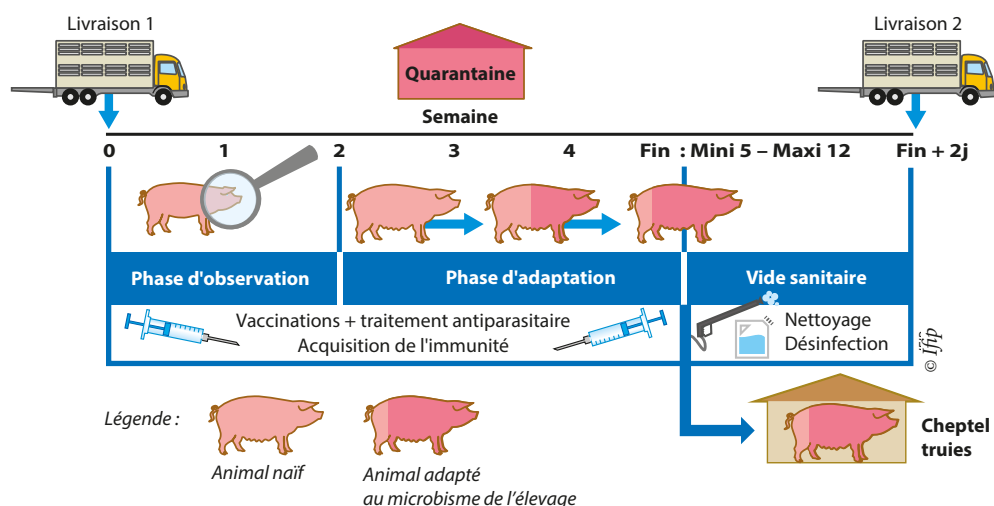 Livraison 1
Livraison 2
Quarantaine
Semaine
0 1 2 3 4 Fin : Mini 5 – Maxi 12 Fin + 2j
Phase d'observation
Phase d'adaptation
Vide sanitaire
Vaccinations + traitement antiparasitaire
Acquisition de l'immunité
Nettoyage
Désinfection
© Ifip
Légende :
Animal naïf
Animal adapté
au microbisme de l'élevage
Cheptel
truies